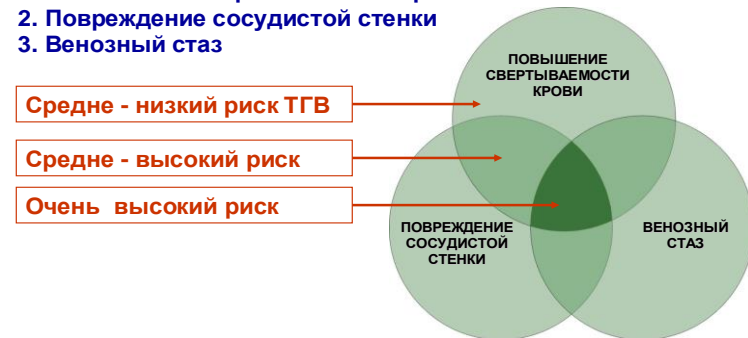 2. Повреждение сосудистой стенки
3. Венозный стаз
ПОВЫШЕНИЕ
СВЕРТЫВАЕМОСТИ
КРОВИ
Средне - низкий риск ТГВ
Средне - высокий риск
Очень высокий риск
ПОВРЕЖДЕНИЕ
СОСУДИСТОЙ
СТЕНКИ
ВЕНОЗНЫЙ
СТАЗ